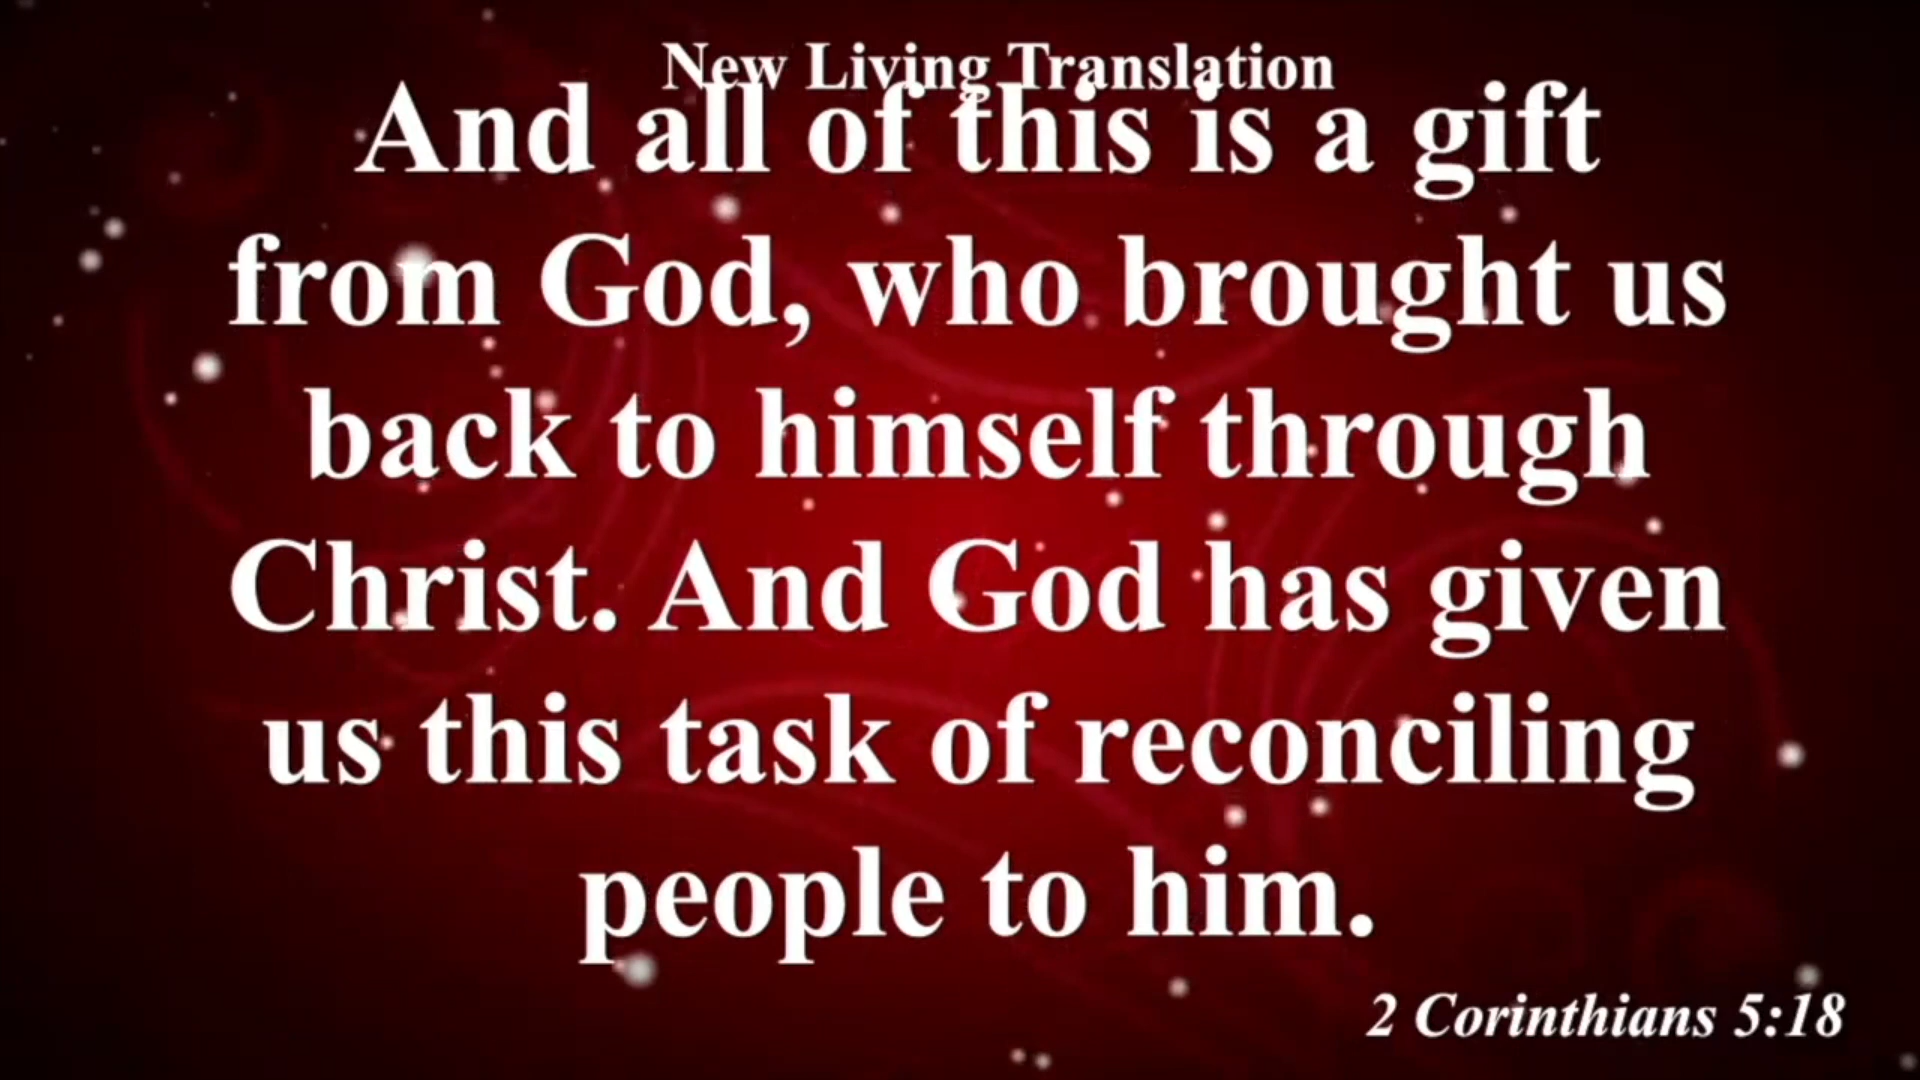 New Living Translation
And all of this is a gift
from God, who brought us
back to himself through
Christ. And God has given
us this task of reconciling
people to him.
2 Corinthians 5:18